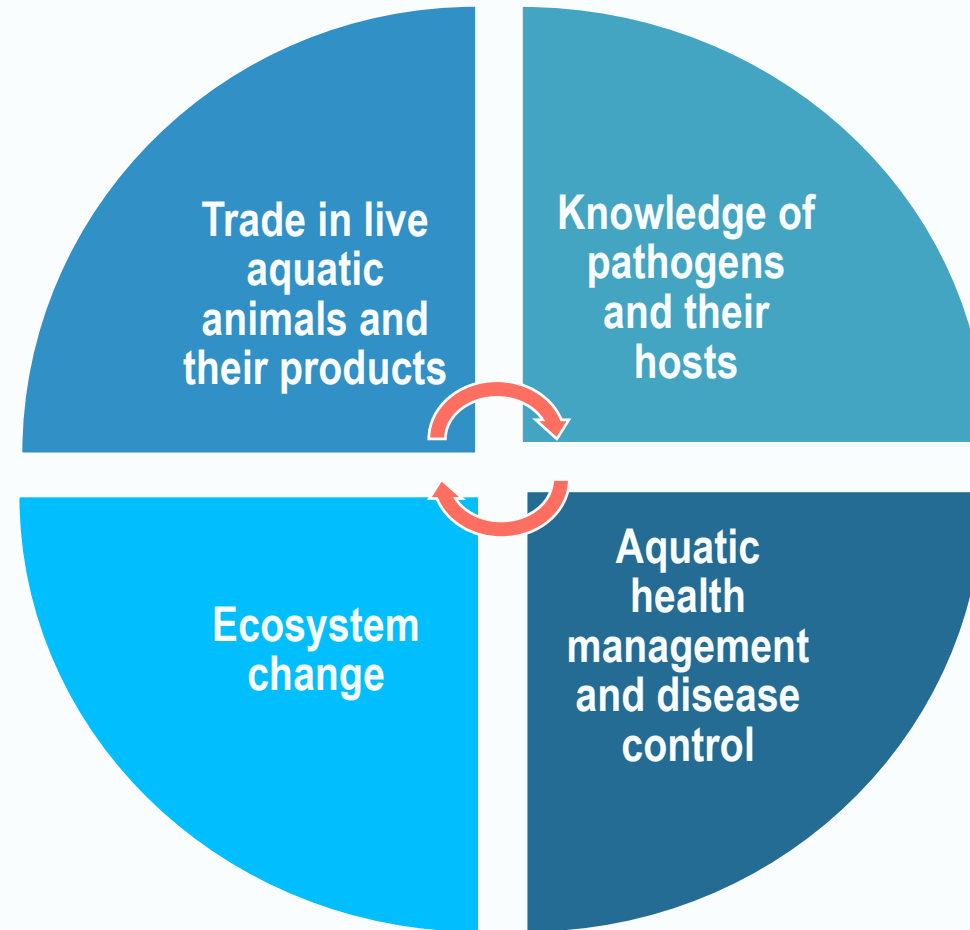 Trade in live
aquatic
animals and
their products
Knowledge of
pathogens
and their
hosts
Ecosystem
change
Aquatic
health
management
and disease
control